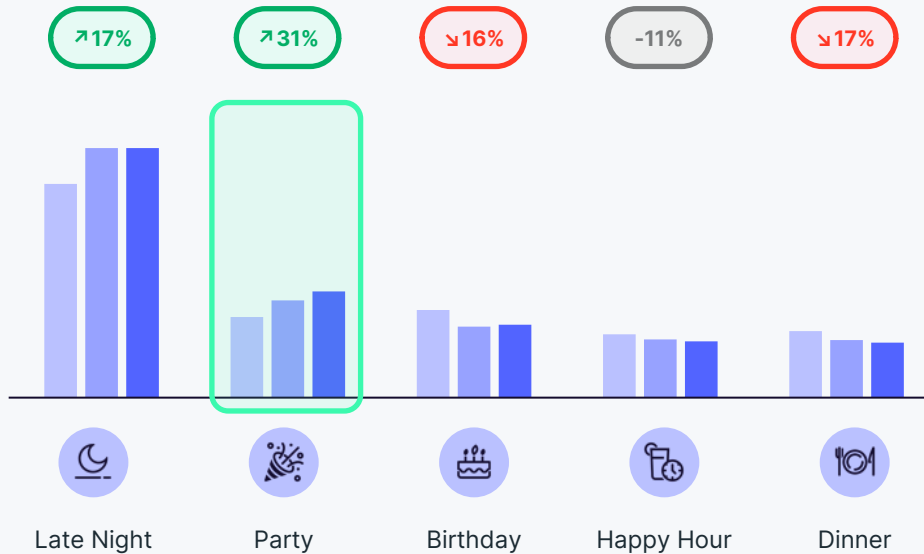 ↗17%
↗31%
↘16%
-11%
↘17%
Late Night
Party
Birthday
Happy Hour
Dinner